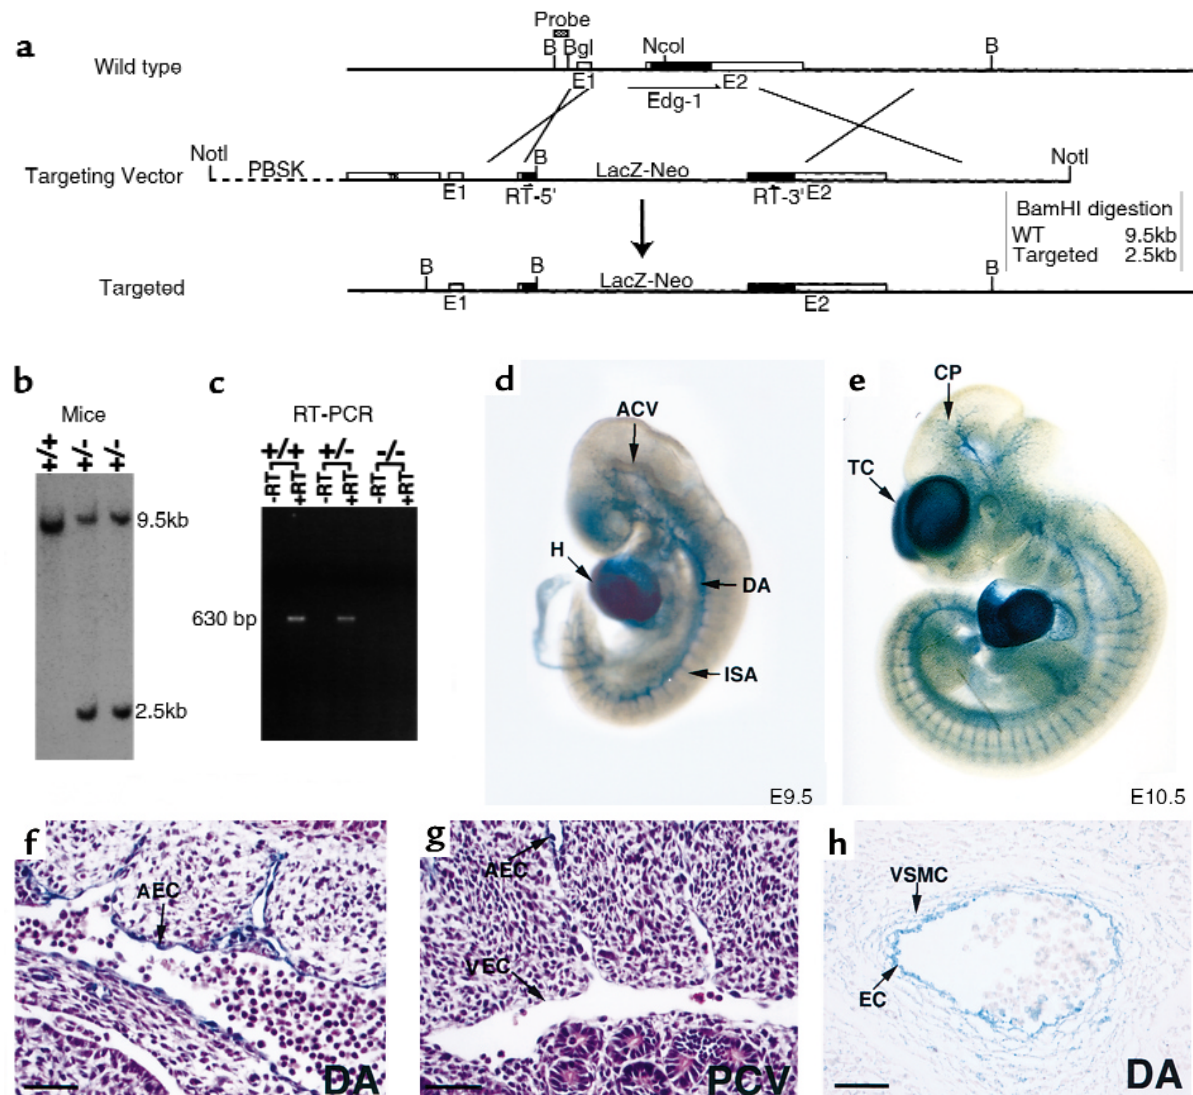 a
Probe
B Bgl NcoI B
Wild type
E1 E2
Edg-1
NotI PBSK B LacZ-Neo NotI
Targeting Vector
E1 RT-5' RT-3' E2
BamHI digestion
WT 9.5kb
Targeted 2.5kb
B B LacZ-Neo B
Targeted
E1 E2
b
Mice
+/+ +/- +/-
9.5kb
2.5kb
c
RT-PCR
+/+ +/- -/-
-RT +RT -RT +RT -RT +RT
630 bp
d
ACV
H
DA
ISA
E9.5
e
CP
TC
E10.5
f
AEC
DA
g
AEC
VEC
PCV
h
VSMC
EC
DA